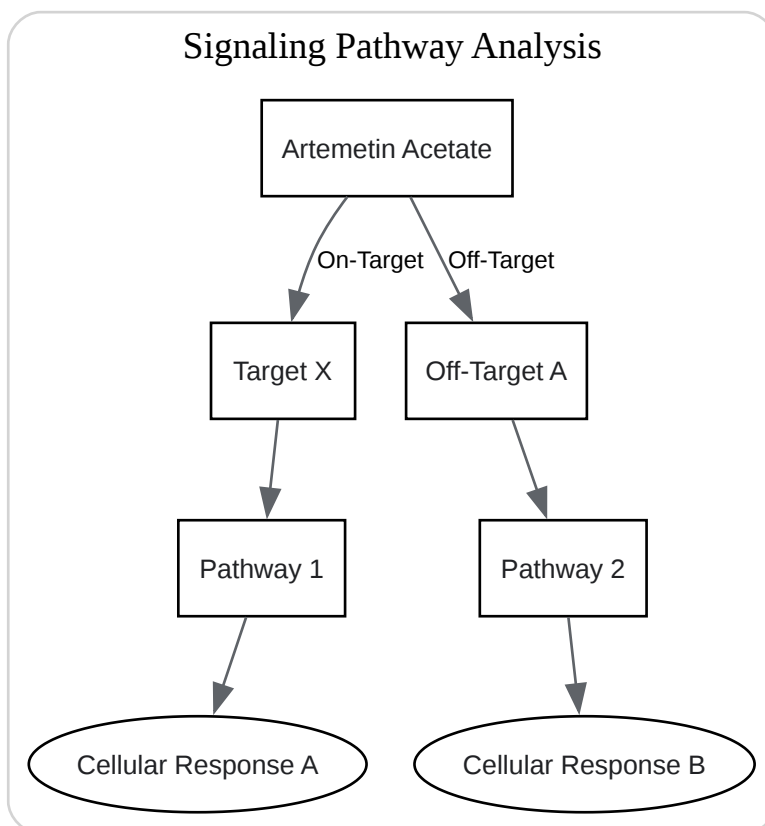 Signaling Pathway Analysis
Artemetin Acetate
On-Target
Off-Target
Target X
Off-Target A
Pathway 1
Pathway 2
Cellular Response A
Cellular Response B